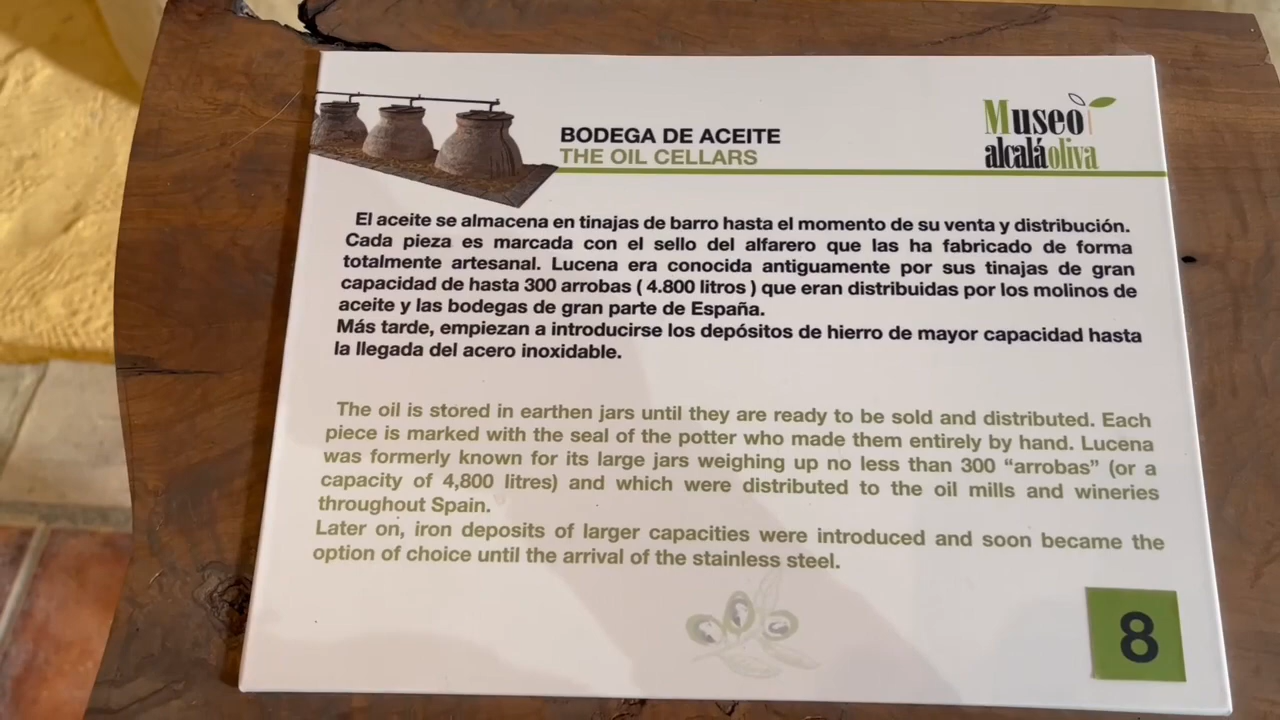 BODEGA DE ACEITE
THE OIL CELLARS
Museo
alcaláoliva
El aceite se almacena en tinajas de barro hasta el momento de su venta y distribución.
Cada pieza es marcada con el sello del alfarero que las ha fabricado de forma
totalmente artesanal. Lucena era conocida antiguamente por sus tinajas de gran
capacidad de hasta 300 arrobas ( 4.800 litros ) que eran distribuidas por los molinos de
aceite y las bodegas de gran parte de España.
Más tarde, empiezan a introducirse los depósitos de hierro de mayor capacidad hasta
la llegada del acero inoxidable.
The oil is stored in earthen jars until they are ready to be sold and distributed. Each
piece is marked with the seal of the potter who made them entirely by hand. Lucena
was formerly known for its large jars weighing up no less than 300 “arrobas” (or a
capacity of 4,800 litres) and which were distributed to the oil mills and wineries
throughout Spain.
Later on, iron deposits of larger capacities were introduced and soon became the
option of choice until the arrival of the stainless steel.
8